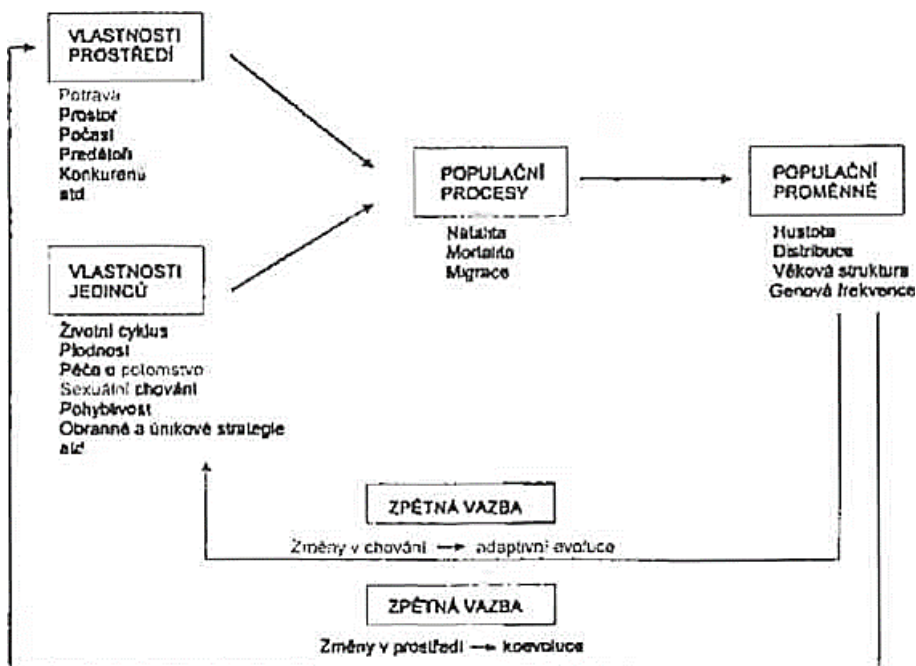 VLASTNOSTI
PROSTŘEDÍ
Potrava
Prostor
Počasí
Predátoři
Konkurenti
atd
VLASTNOSTI
JEDINCŮ
Životní cyklus
Plodnost
Péče o potomstvo
Sexuální chování
Pohyblivost
Obranné a únikové strategie
atd
POPULAČNÍ
PROCESY
Natalita
Mortalita
Migrace
POPULAČNÍ
PROMĚNNÉ
Hustota
Distribuce
Věková struktura
Genová frekvence
ZPĚTNÁ VAZBA
Změny v chování → adaptivní evoluce
ZPĚTNÁ VAZBA
Změny v prostředí → koevoluce